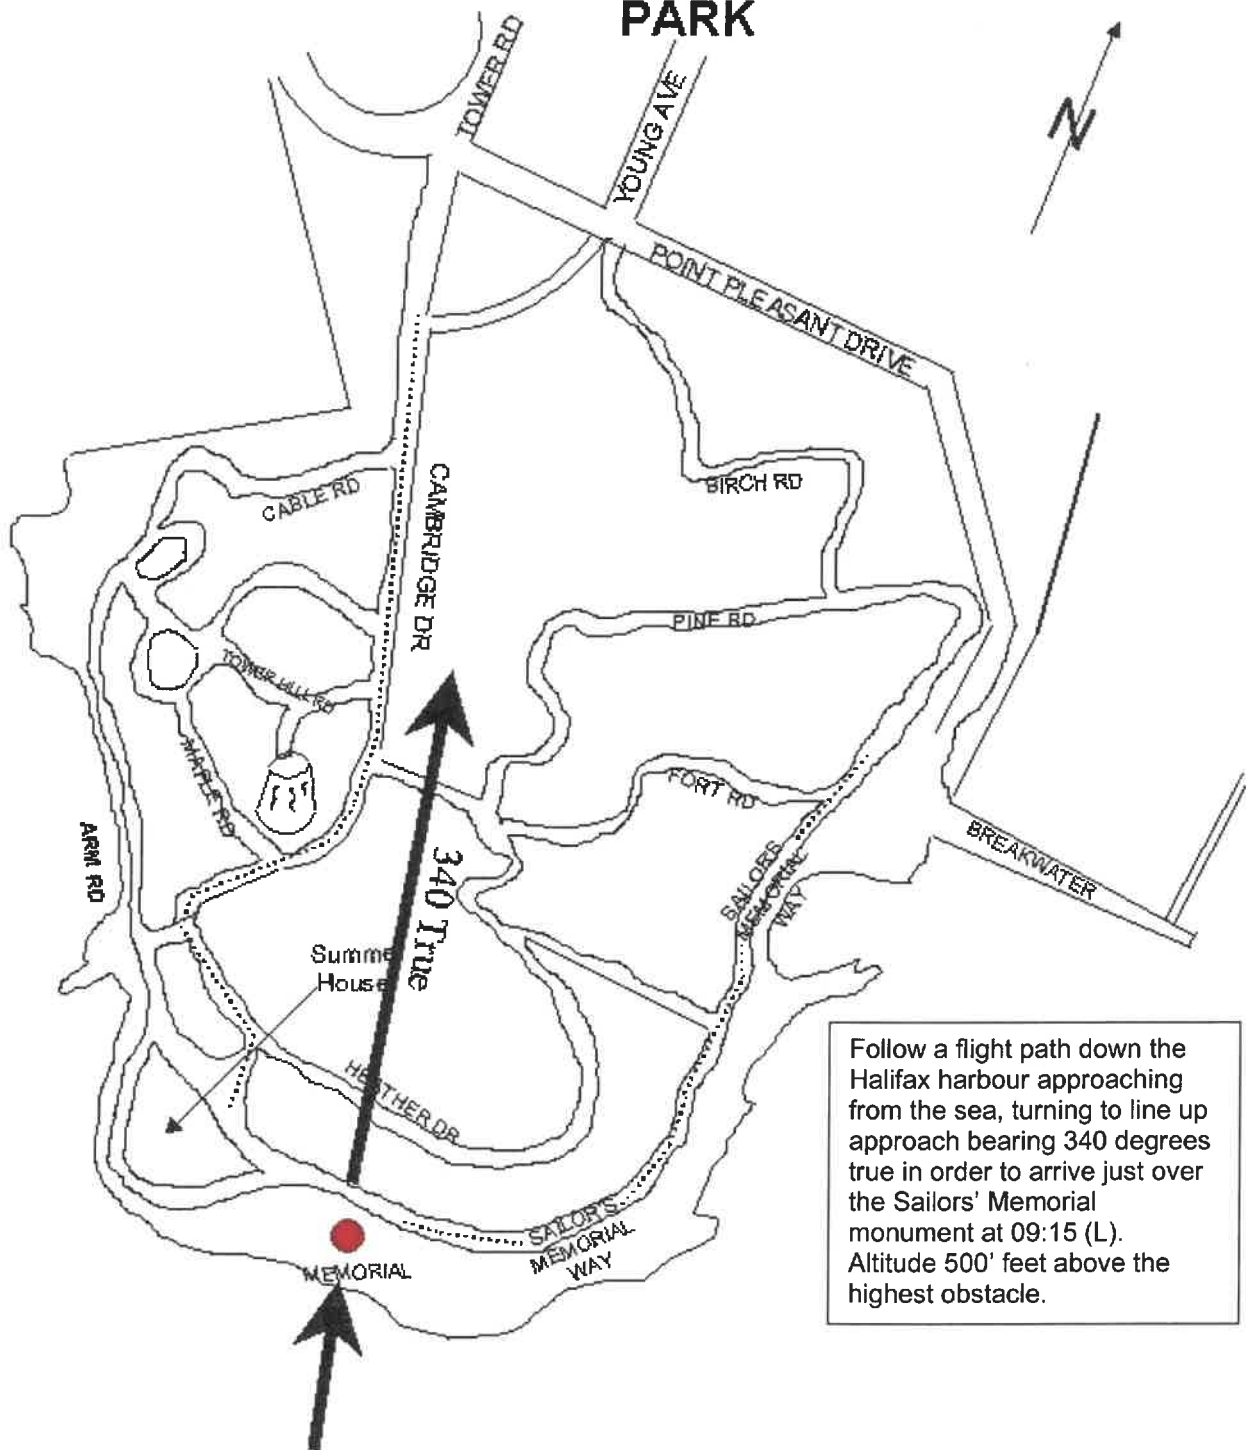 PARK
TOWER RD
YOUNG AVE
N
POINT PLEASANT DRIVE
CABLE RD
CAMBRIDGE DR
BIRCH RD
PINE RD
TOWER HILL RD
MAPLE RD
FORT RD
ARM RD
BREAKWATER
SAILORS
MEMORIAL
WAY
340 True
Summe
House
HEATHER DR
SAILOR'S
MEMORIAL
WAY
MEMORIAL
Follow a flight path down the
Halifax harbour approaching
from the sea, turning to line up
approach bearing 340 degrees
true in order to arrive just over
the Sailors' Memorial
monument at 09:15 (L).
Altitude 500' feet above the
highest obstacle.